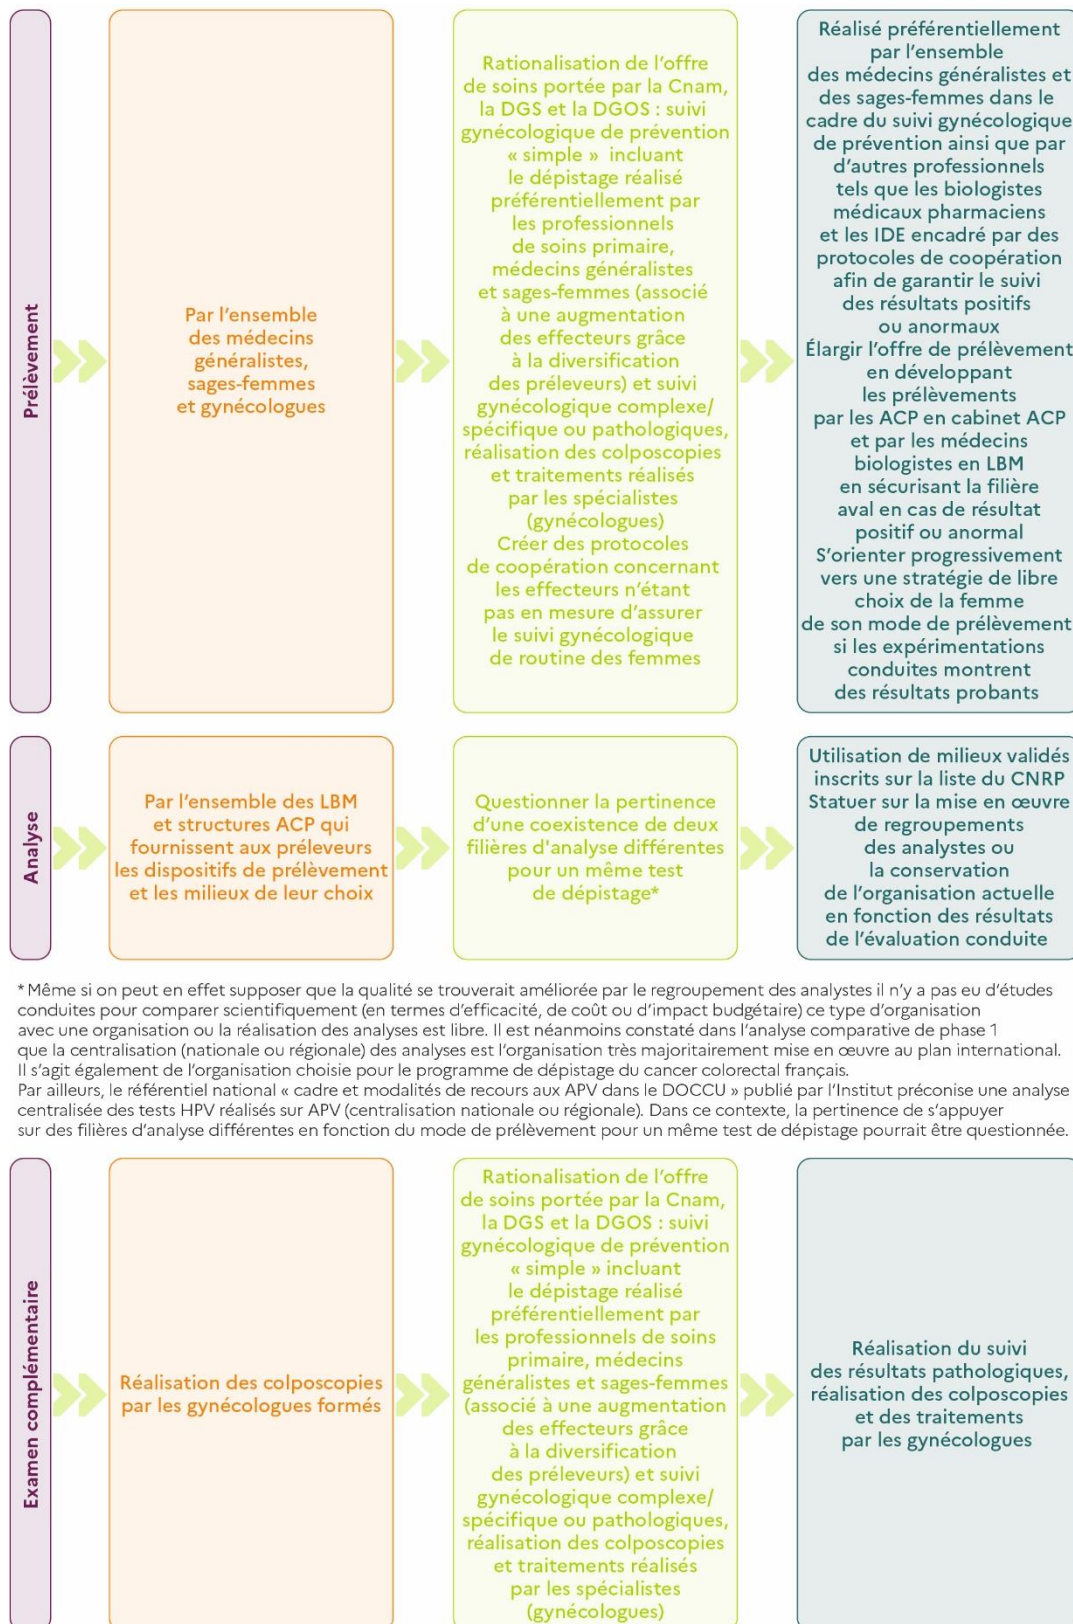 Prélèvement
Par l’ensemble
des médecins
généralistes,
sages-femmes
et gynécologues
Rationalisation de l’offre
de soins portée par la Cnam,
la DGS et la DGOS : suivi
gynécologique de prévention
« simple » incluant
le dépistage réalisé
préférentiellement par
les professionnels
de soins primaire,
médecins généralistes
et sages-femmes (associé
à une augmentation
des effecteurs grâce
à la diversification
des préleveurs) et suivi
gynécologique complexe/
spécifique ou pathologiques,
réalisation des colposcopies
et traitements réalisés
par les spécialistes
(gynécologues)
Créer des protocoles
de coopération concernant
les effecteurs n’étant
pas en mesure d’assurer
le suivi gynécologique
de routine des femmes
Réalisé préférentiellement
par l’ensemble
des médecins généralistes et
des sages-femmes dans le
cadre du suivi gynécologique
de prévention ainsi que par
d’autres professionnels
tels que les biologistes
médicaux pharmaciens
et les IDE encadré par des
protocoles de coopération
afin de garantir le suivi
des résultats positifs
ou anormaux
Élargir l’offre de prélèvement
en développant
les prélèvements
par les ACP en cabinet ACP
et par les médecins
biologistes en LBM
en sécurisant la filière
aval en cas de résultat
positif ou anormal
S’orienter progressivement
vers une stratégie de libre
choix de la femme
de son mode de prélèvement
si les expérimentations
conduites montrent
des résultats probants
Analyse
Par l’ensemble des LBM
et structures ACP qui
fournissent aux préleveurs
les dispositifs de prélèvement
et les milieux de leur choix
Questionner la pertinence
d’une coexistence de deux
filières d'analyse différentes
pour un même test
de dépistage*
Utilisation de milieux validés
inscrits sur la liste du CNRP
Statuer sur la mise en œuvre
de regroupements
des analystes ou
la conservation
de l’organisation actuelle
en fonction des résultats
de l’évaluation conduite
* Même si on peut en effet supposer que la qualité se trouverait améliorée par le regroupement des analystes il n’y a pas eu d’études
conduites pour comparer scientifiquement (en termes d’efficacité, de coût ou d’impact budgétaire) ce type d’organisation
avec une organisation ou la réalisation des analyses est libre. Il est néanmoins constaté dans l’analyse comparative de phase 1
que la centralisation (nationale ou régionale) des analyses est l’organisation très majoritairement mise en œuvre au plan international.
Il s’agit également de l’organisation choisie pour le programme de dépistage du cancer colorectal français.
Par ailleurs, le référentiel national « cadre et modalités de recours aux APV dans le DOCCU » publié par l’Institut préconise une analyse
centralisée des tests HPV réalisés sur APV (centralisation nationale ou régionale). Dans ce contexte, la pertinence de s’appuyer
sur des filières d’analyse différentes en fonction du mode de prélèvement pour un même test de dépistage pourrait être questionnée.
Examen complémentaire
Réalisation des colposcopies
par les gynécologues formés
Rationalisation de l’offre
de soins portée par la Cnam,
la DGS et la DGOS : suivi
gynécologique de prévention
« simple » incluant
le dépistage réalisé
préférentiellement par
les professionnels de soins
primaire, médecins
généralistes et sages-femmes
(associé à une augmentation
des effecteurs grâce
à la diversification
des préleveurs) et suivi
gynécologique complexe/
spécifique ou pathologiques,
réalisation des colposcopies
et traitements réalisés
par les spécialistes
(gynécologues)
Réalisation du suivi
des résultats pathologiques,
réalisation des colposcopies
et des traitements
par les gynécologues